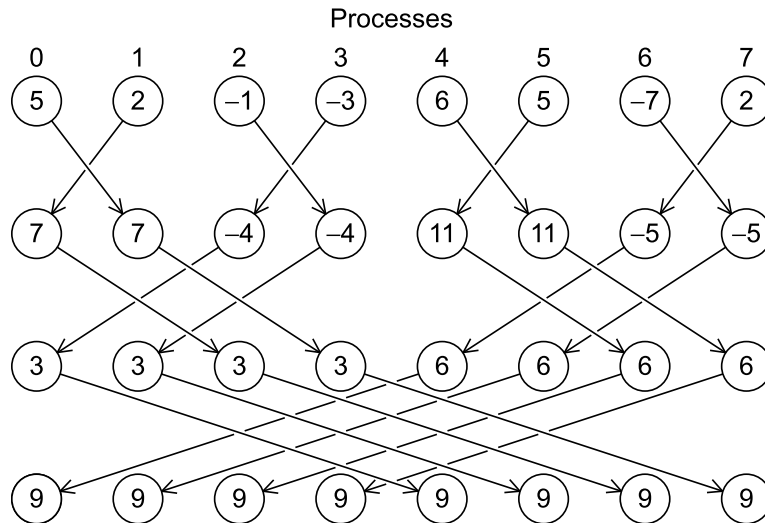 Processes
0 1 2 3 4 5 6 7
5 2 –1 –3 6 5 –7 2
7 7 –4 –4 11 11 –5 –5
3 3 3 3 6 6 6 6
9 9 9 9 9 9 9 9